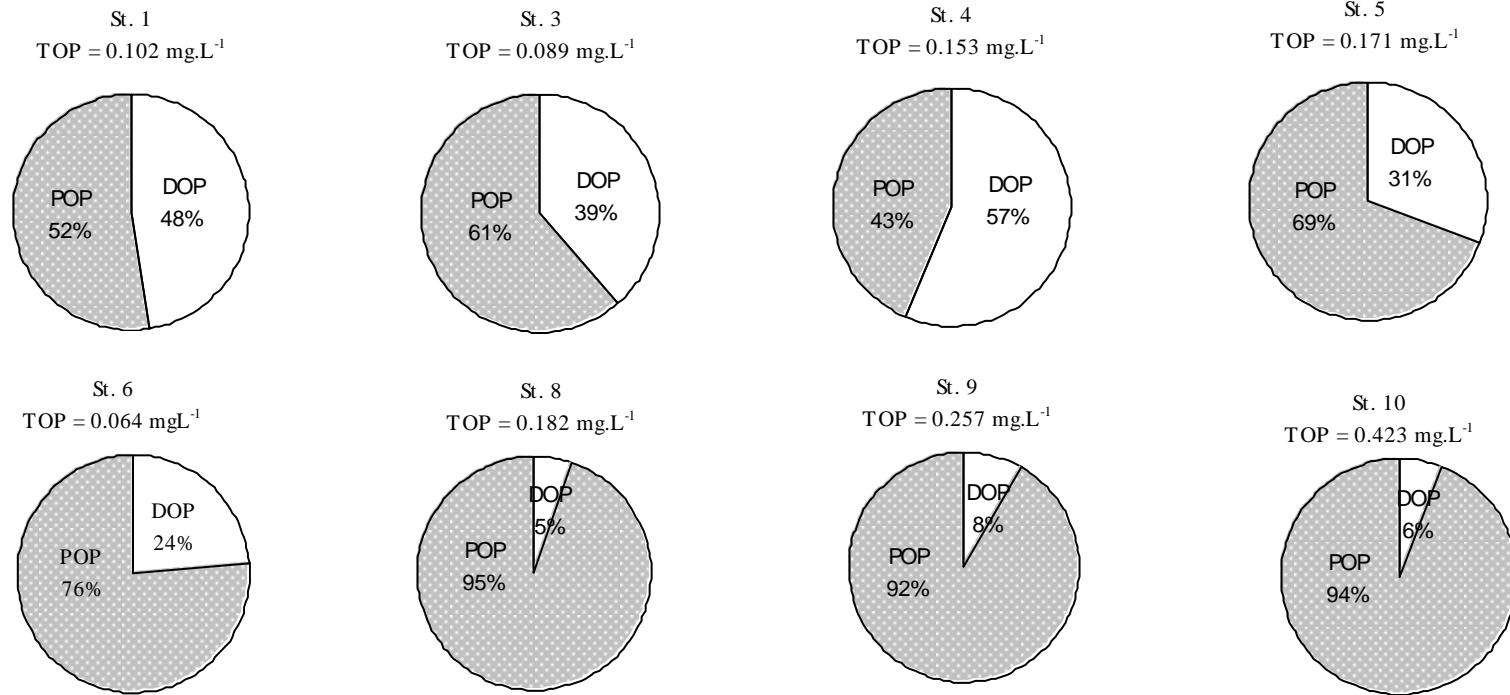 St. 1
TOP = 0.102 mg.L⁻¹
POP
52%
DOP
48%
St. 3
TOP = 0.089 mg.L⁻¹
POP
61%
DOP
39%
St. 4
TOP = 0.153 mg.L⁻¹
POP
43%
DOP
57%
St. 5
TOP = 0.171 mg.L⁻¹
POP
69%
DOP
31%
St. 6
TOP = 0.064 mgL⁻¹
POP
76%
DOP
24%
St. 8
TOP = 0.182 mg.L⁻¹
POP
95%
DOP
5%
St. 9
TOP = 0.257 mg.L⁻¹
POP
92%
DOP
8%
St. 10
TOP = 0.423 mg.L⁻¹
POP
94%
DOP
6%